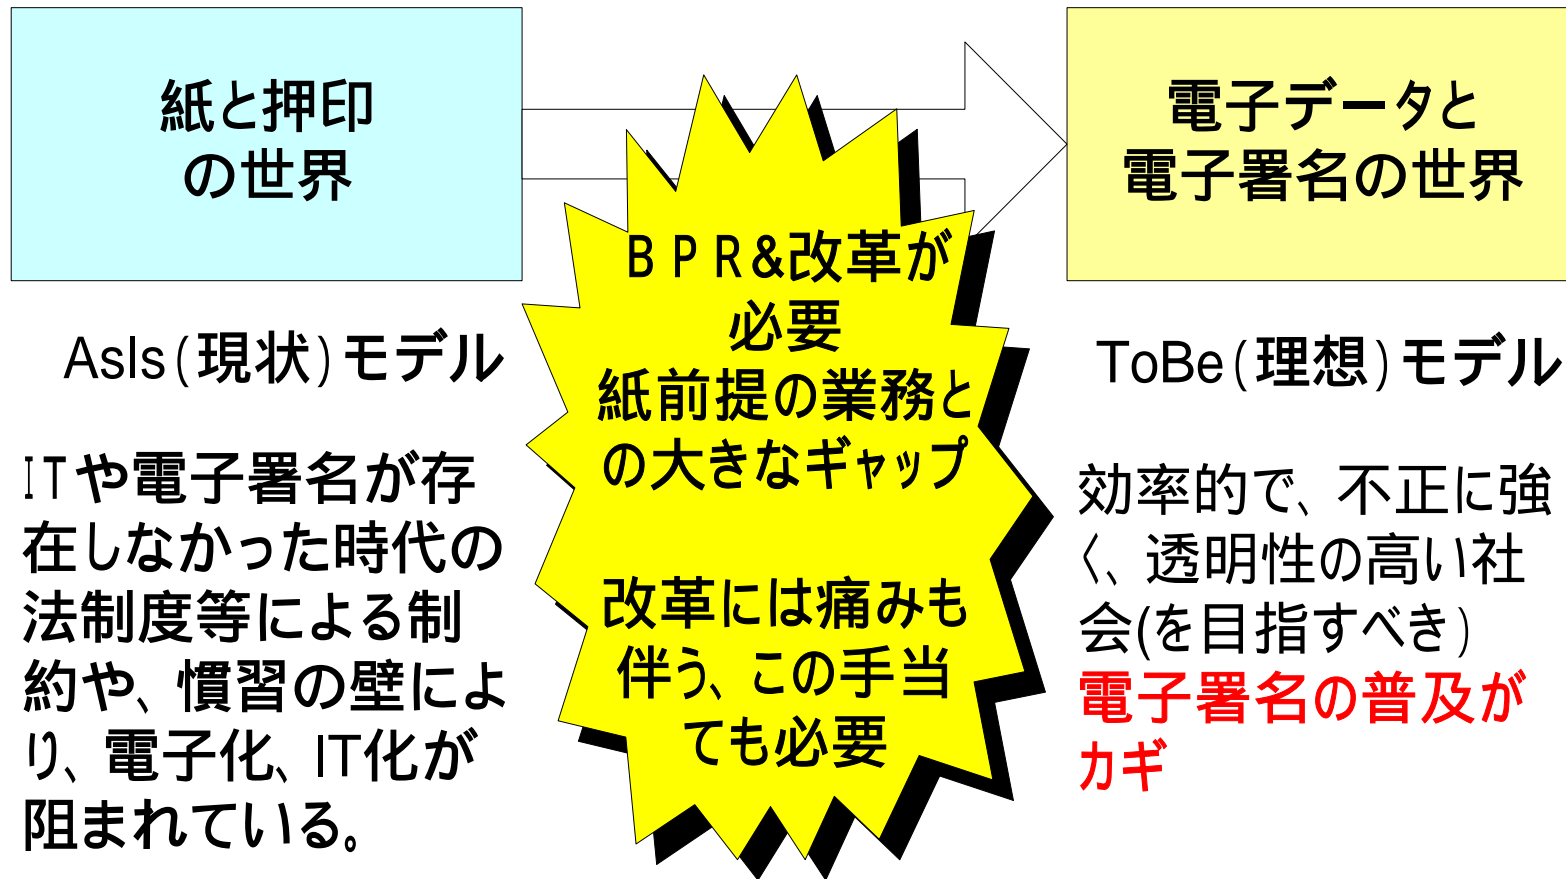 紙と押印
の世界
電子データと
電子署名の世界
AsIs(現状)モデル
ITや電子署名が存
在しなかった時代の
法制度等による制
約や、慣習の壁によ
り、電子化、IT化が
阻まれている。
BPR&改革が
必要
紙前提の業務と
の大きなギャップ
改革には痛みも
伴う、この手当
ても必要
ToBe(理想)モデル
効率的で、不正に強
く、透明性の高い社
会(を目指すべき)
電子署名の普及が
カギ